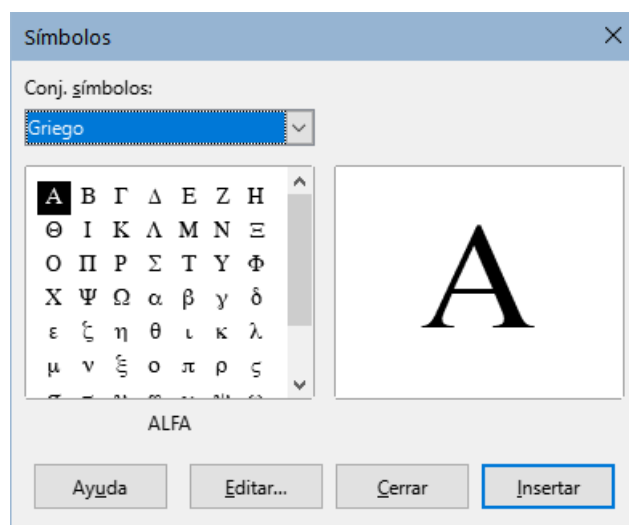 Símbolos
Conj. símbolos:
Griego
Α Β Γ Δ Ε Ζ Η
Θ Ι Κ Λ Μ Ν Ξ
Ο Π Ρ Σ Τ Υ Φ
Χ Ψ Ω α β γ δ
ε ζ η θ ι κ λ
μ ν ξ ο π ρ ς
Α
ALFA
Ayuda
Editar...
Cerrar
Insertar